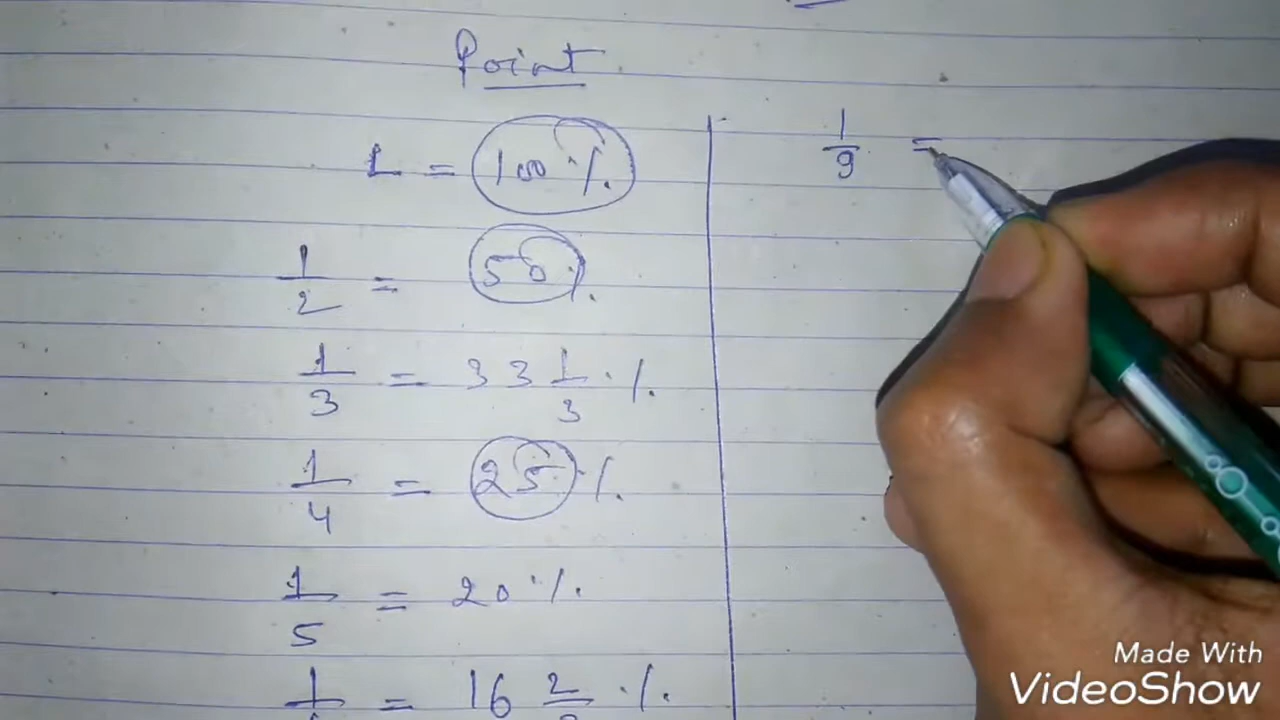 Point
1 = 100 %
1/2 = 50 %
1/3 = 33 1/3 %
1/4 = 25 %
1/5 = 20 %
1/ = 16 2/ %
1/9 =
Made With
VideoShow